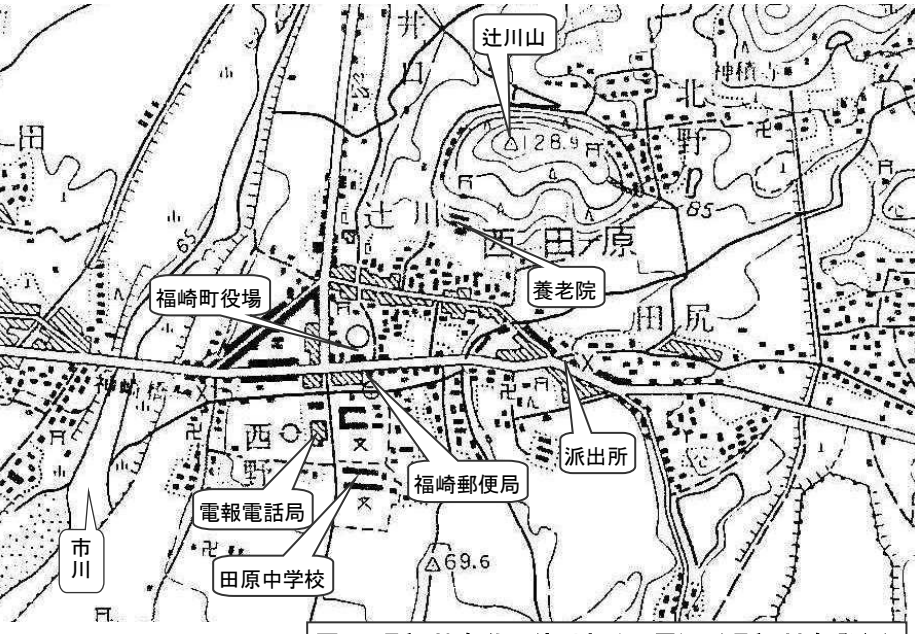 辻川山
井
口
神積寺
北
野
田
128.9
85
辻川
65
西田原
養老院
福崎町役場
田尻
神崎橋
西
野
派出所
福崎郵便局
電報電話局
田原中学校
市川
69.6